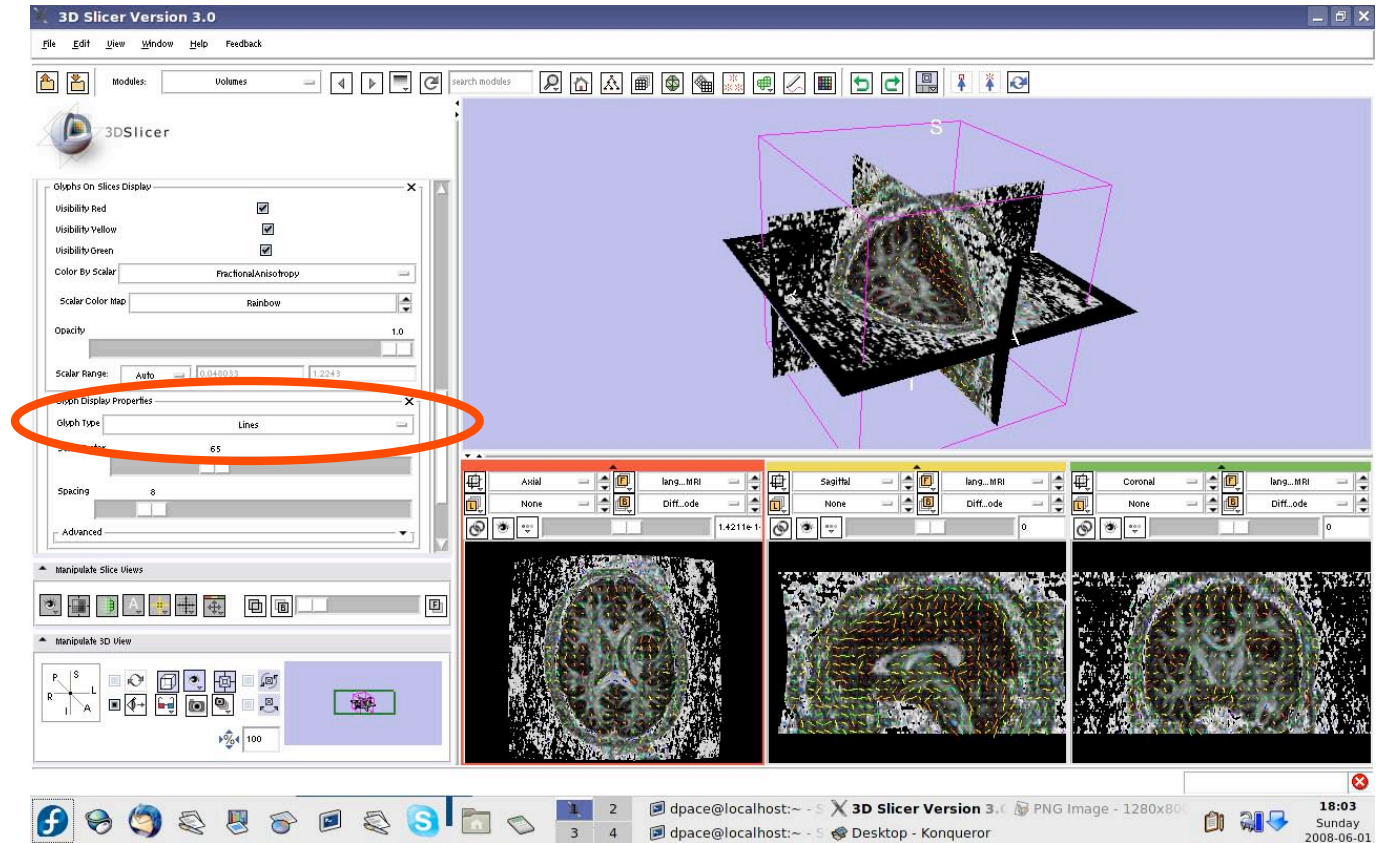 3D Slicer Version 3.0
File Edit View Window Help Feedback
Modules: Volumes search modules
3DSlicer
Glyphs On Slices Display
Visibility Red
Visibility Yellow
Visibility Green
Color By Scalar FractionalAnisotropy
Scalar Color Map Rainbow
Opacity 1.0
Scalar Range: Auto 0.048033 1.2243
Glyph Display Properties
Glyph Type Lines
65
Spacing 8
Advanced
Manipulate Slice Views
Manipulate 3D View
P S
R L
I A
100
S
A
I
Axial lang...MRI
None Diff...ode
1.4211e-1
Sagittal lang...MRI
None Diff...ode
0
Coronal lang...MRI
None Diff...ode
0
1 2
3 4
dpace@localhost:~ - S
dpace@localhost:~ - S
3D Slicer Version 3.
Desktop - Konqueror
PNG Image - 1280x80
18:03
Sunday
2008-06-01